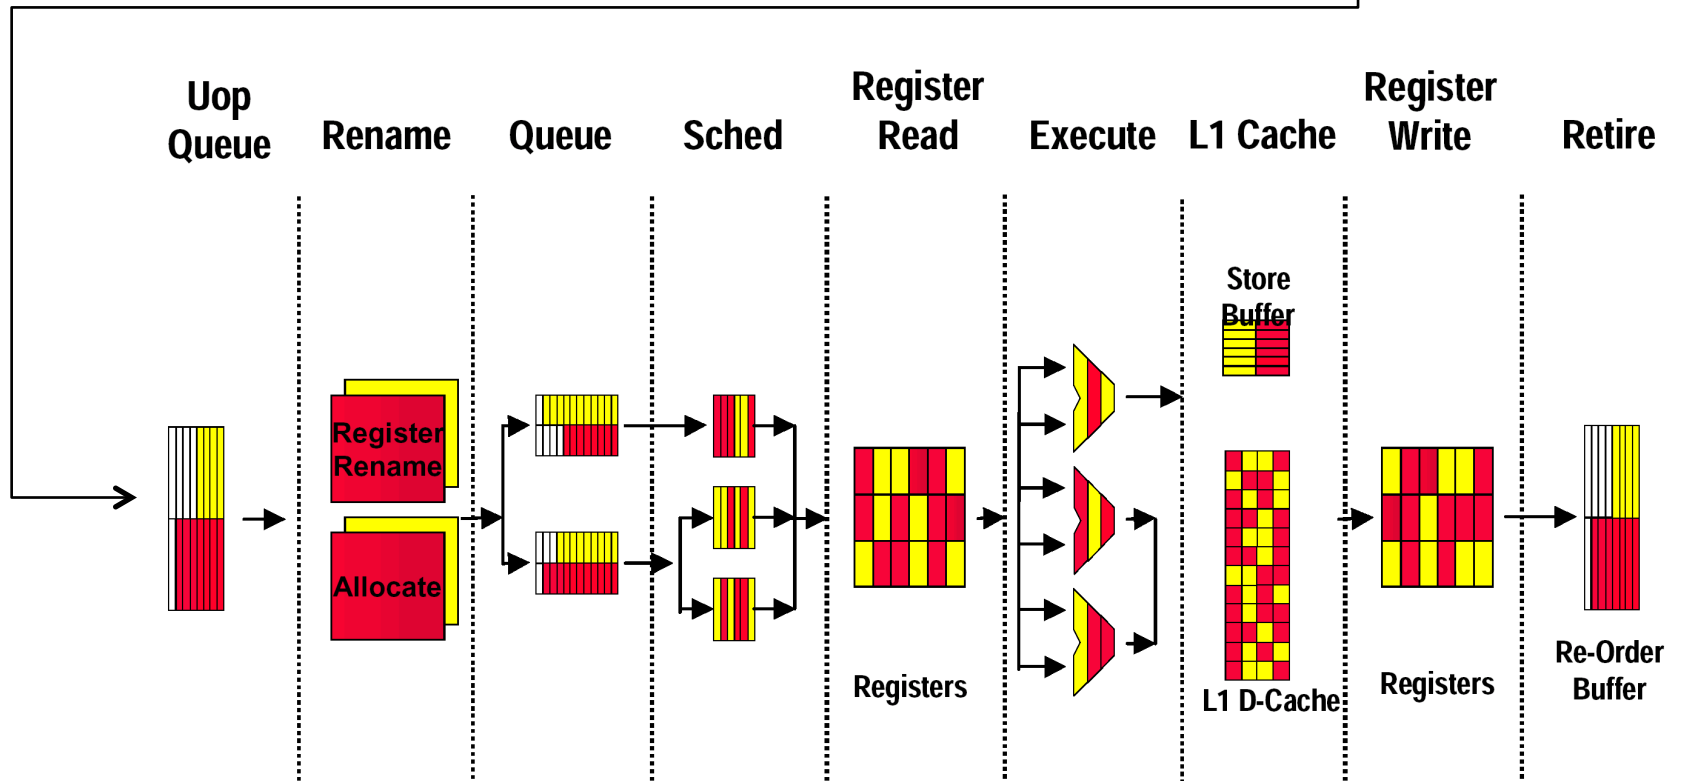 Uop
Queue
Rename
Queue
Sched
Register
Read
Execute
L1 Cache
Register
Write
Retire
Store
Buffer
Register
Rename
Allocate
Registers
L1 D-Cache
Registers
Re-Order
Buffer